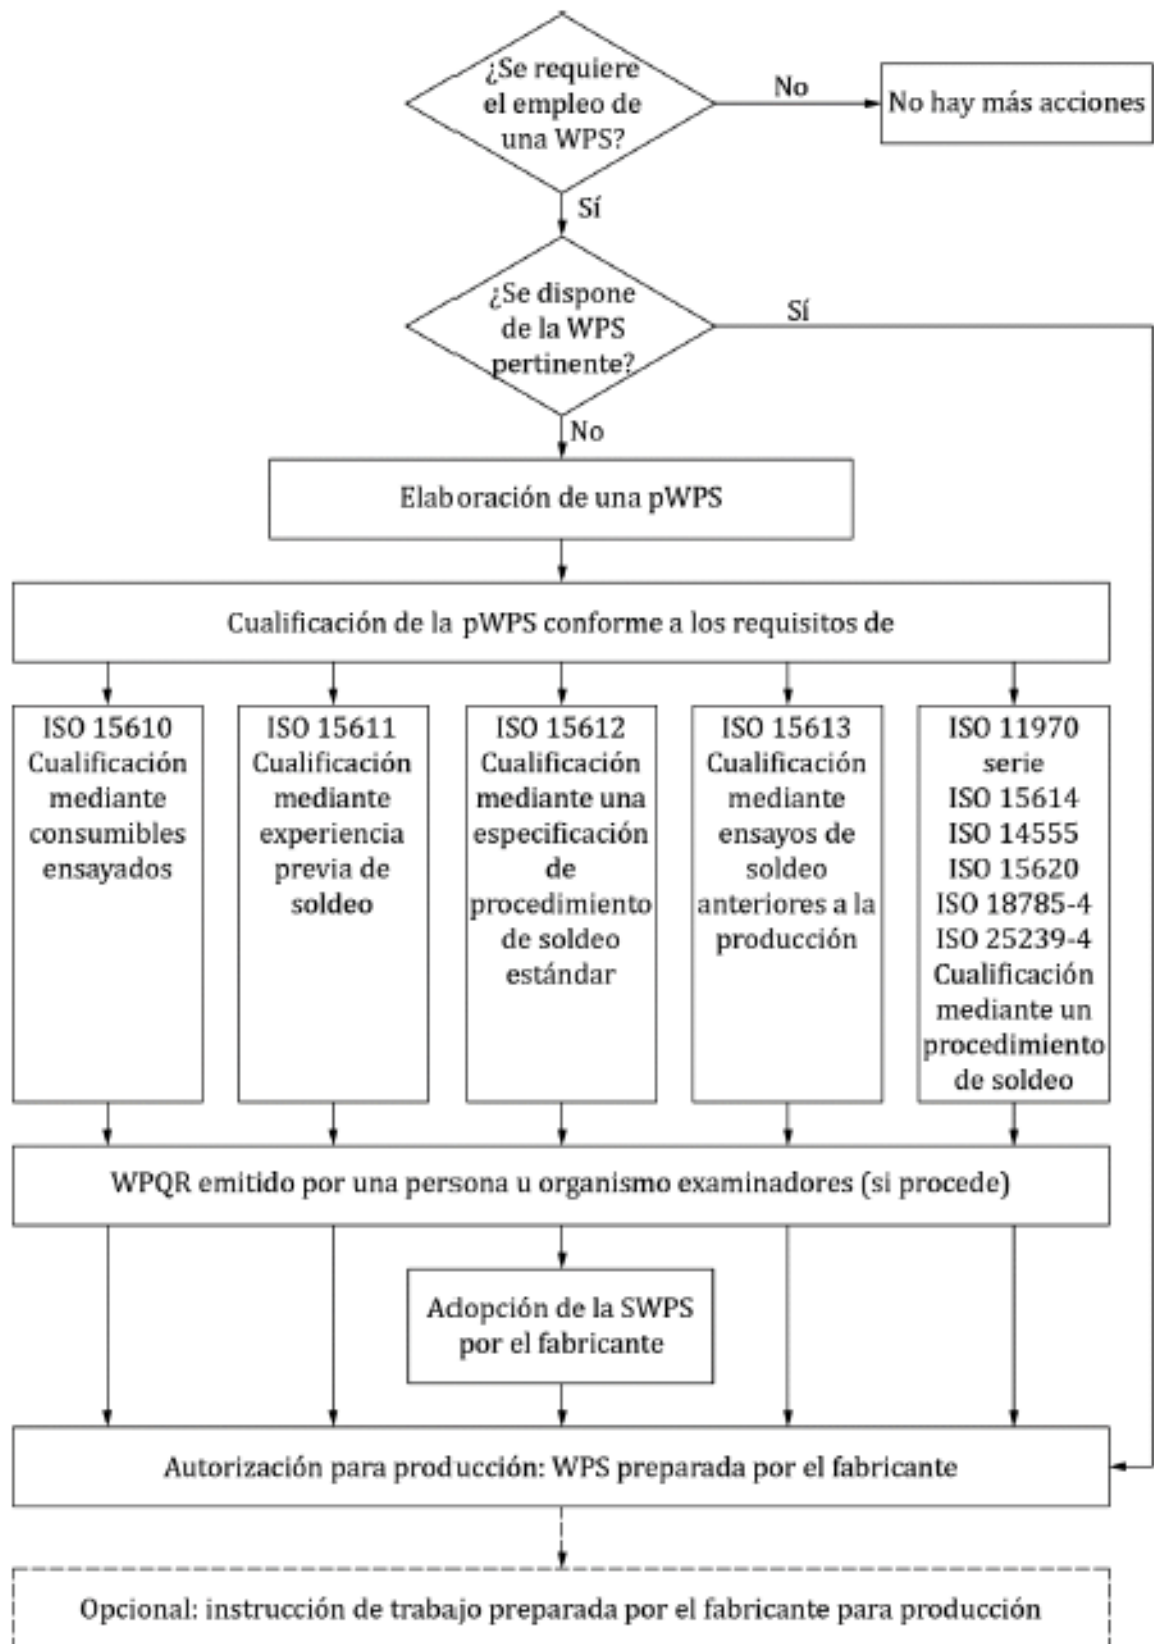 ¿Se requiere
el empleo de
una WPS?
No
No hay más acciones
Sí
¿Se dispone
de la WPS
pertinente?
Sí
No
Elaboración de una pWPS
Cualificación de la pWPS conforme a los requisitos de
ISO 15610
Cualificación
mediante
consumibles
ensayados
ISO 15611
Cualificación
mediante
experiencia
previa de
soldeo
ISO 15612
Cualificación
mediante una
especificación
de
procedimiento
de soldeo
estándar
ISO 15613
Cualificación
mediante
ensayos de
soldeo
anteriores a la
producción
ISO 11970
serie
ISO 15614
ISO 14555
ISO 15620
ISO 18785-4
ISO 25239-4
Cualificación
mediante un
procedimiento
de soldeo
WPQR emitido por una persona u organismo examinadores (si procede)
Adopción de la SWPS
por el fabricante
Autorización para producción: WPS preparada por el fabricante
Opcional: instrucción de trabajo preparada por el fabricante para producción